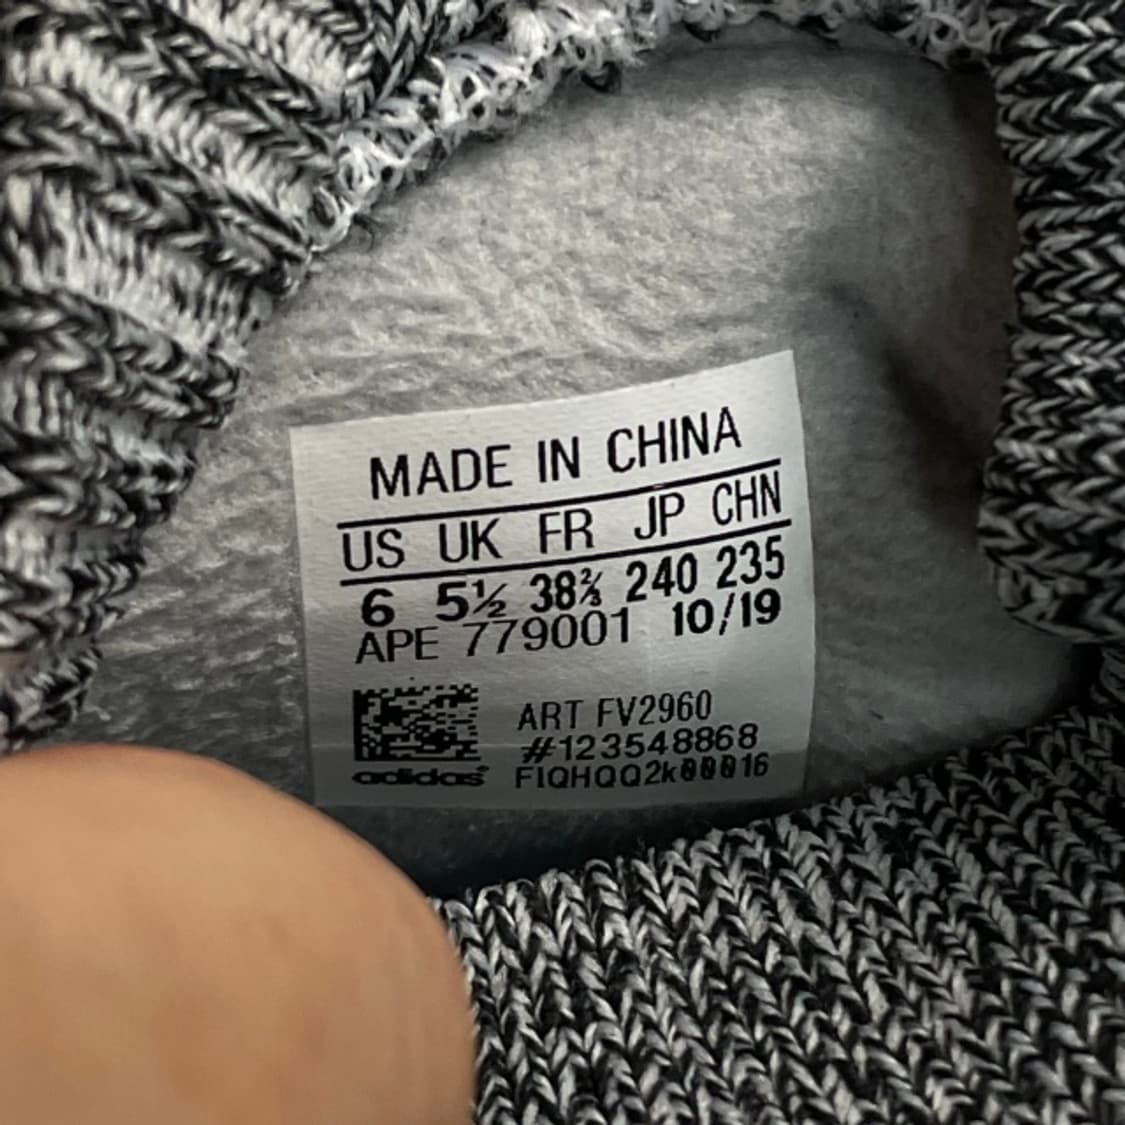 MADE IN CHINA
US UK FR JP CHN
6 5½ 38⅔ 240 235
APE 779001 10/19
ART FV2960
#123548868
FIQHQQ2k00016
adidas